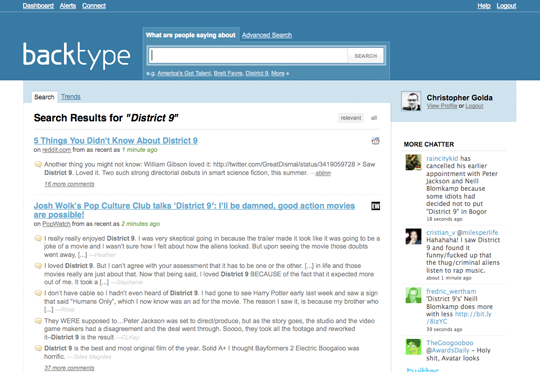 Dashboard Alerts Connect
Help Logout
backtype
What are people saying about Advanced Search
SEARCH
e.g. America's Got Talent, Brett Favre, District 9, More »
Search Trends
Search Results for "District 9"
relevant all
5 Things You Didn't Know About District 9
on reddit.com from as recent as 1 minute ago
Another thing you might not know: William Gibson loved it: http://twitter.com/GreatDismal/status/3419059728 > Saw
District 9. Loved it. Two such strong directorial debuts in smart science fiction, this summer. --sblinn
16 more comments
Josh Wolk's Pop Culture Club talks 'District 9': I'll be damned, good action movies
are possible!
on PopWatch from as recent as 2 minutes ago
I really really enjoyed District 9. I was very skeptical going in because the trailer made it look like it was going to be a
joke of a movie and I wasn't sure how I felt about how the aliens looked. But upon seeing the movie those doubts
went away, [...] --Heather
I loved District 9. But I can't agree with your assessment that it has to be one or the other. [...] in life and those
movies really are just about that. Now that being said, I loved District 9 BECAUSE of the fact that it expected more
out of me. It took a [...] --Stephanie
I don't have cable so I hadn't even heard of District 9. I had gone to see Harry Potter early last week and saw a sign
that said "Humans Only", which I now know was an ad for the movie. The reason I saw it, is because my brother
[...] --Rose
They WERE supposed to...Peter Jackson was set to direct/produce, but as the story goes, the studio and the video
game makers had a disagreement and the deal went through. Soooo, they took all the footage and reworked
it--District 9 is the result --CLKay
District 9 is the best and most original film of the year. Solid A+ I thought Bayformers 2 Electric Boogaloo was
horrific.
37 more comments
Christopher Golda
View Profile or Logout
MORE CHATTER
raincitykid has
cancelled his earlier
appointment with Peter
Jackson and Neill
Blomkamp because
some idiots had
decided not to put
"District 9" in Bogor
18 seconds ago
cristian_v @milesperlife
Hahahaha! I saw District
9 and found it
funny/fucked up that
the thug/criminal aliens
listen to rap music.
about 1 minute ago
fredric_wertham
'District 9's' Neill
Blomkamp does more
with less http://bit.ly
/8izYC
39 seconds ago
TheGoogooboo
@AwardsDaily - Holy
shit, Avatar looks
twitter